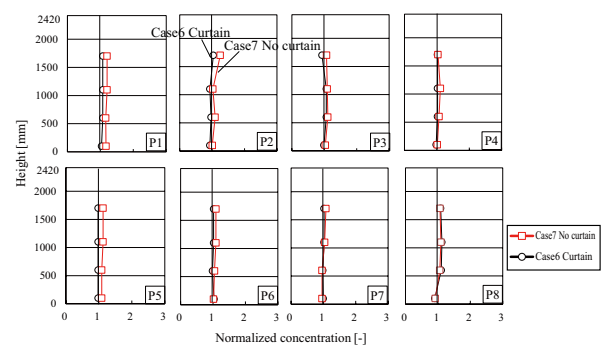 2420
2000
1500
1000
500
0
Case6 Curtain
Case7 No curtain
P1
P2
P3
P4
Height [mm]
2420
2000
1500
1000
500
0
P5
P6
P7
P8
0 1 2 3
0 1 2 3
0 1 2 3
0 1 2 3
Normalized concentration [-]
Case7 No curtain
Case6 Curtain